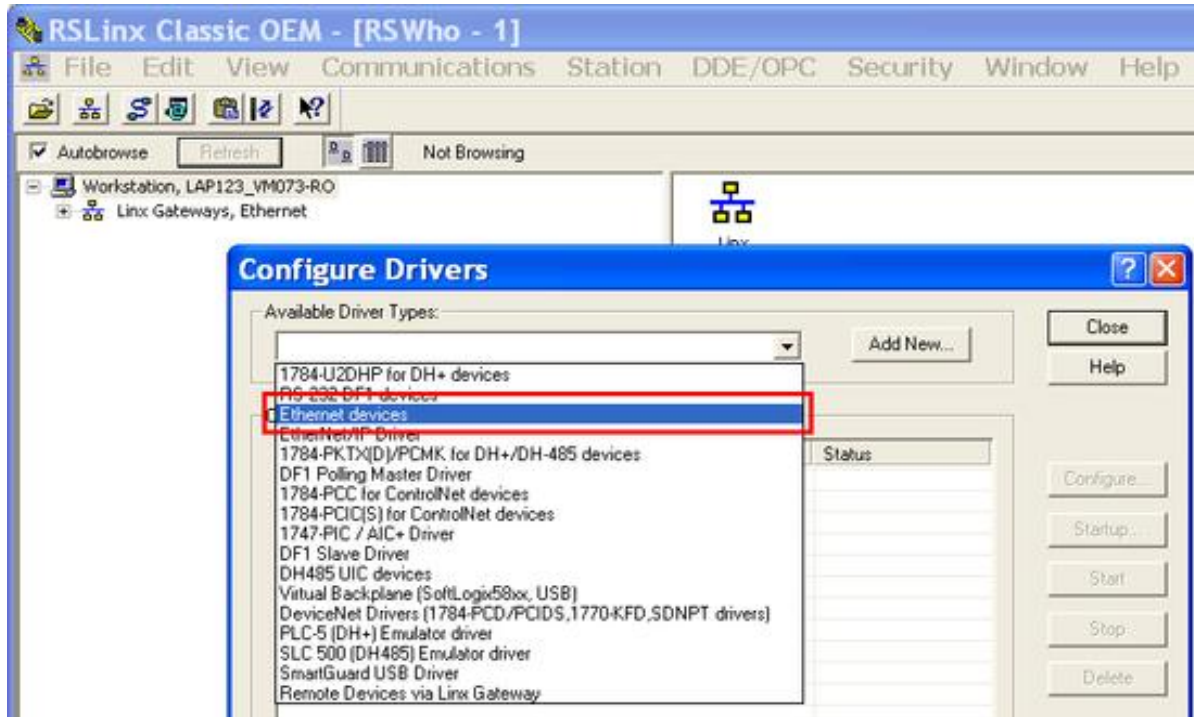 RSLinx Classic OEM - [RSWho - 1]
File Edit View Communications Station DDE/OPC Security Window Help
Autobrowse Refresh Not Browsing
Workstation, LAP123_VM073-RO
Linx Gateways, Ethernet
Linx
Configure Drivers
Available Driver Types:
Close
Add New...
Help
1784-U2DHP for DH+ devices
RS-232 DF1 devices
Ethernet devices
EtherNet/IP Driver
1784-PKTX(D)/PCMK for DH+/DH-485 devices
Status
DF1 Polling Master Driver
Configure...
1784-PCC for ControlNet devices
1784-PCIC(S) for ControlNet devices
1747-PIC / AIC+ Driver
Startup...
DF1 Slave Driver
DH485 UIC devices
Start
Virtual Backplane (SoftLogix58xx, USB)
DeviceNet Drivers (1784-PCD/PCIDS,1770-KFD,SDNPT drivers)
PLC-5 (DH+) Emulator driver
Stop
SLC 500 (DH485) Emulator driver
SmartGuard USB Driver
Delete
Remote Devices via Linx Gateway